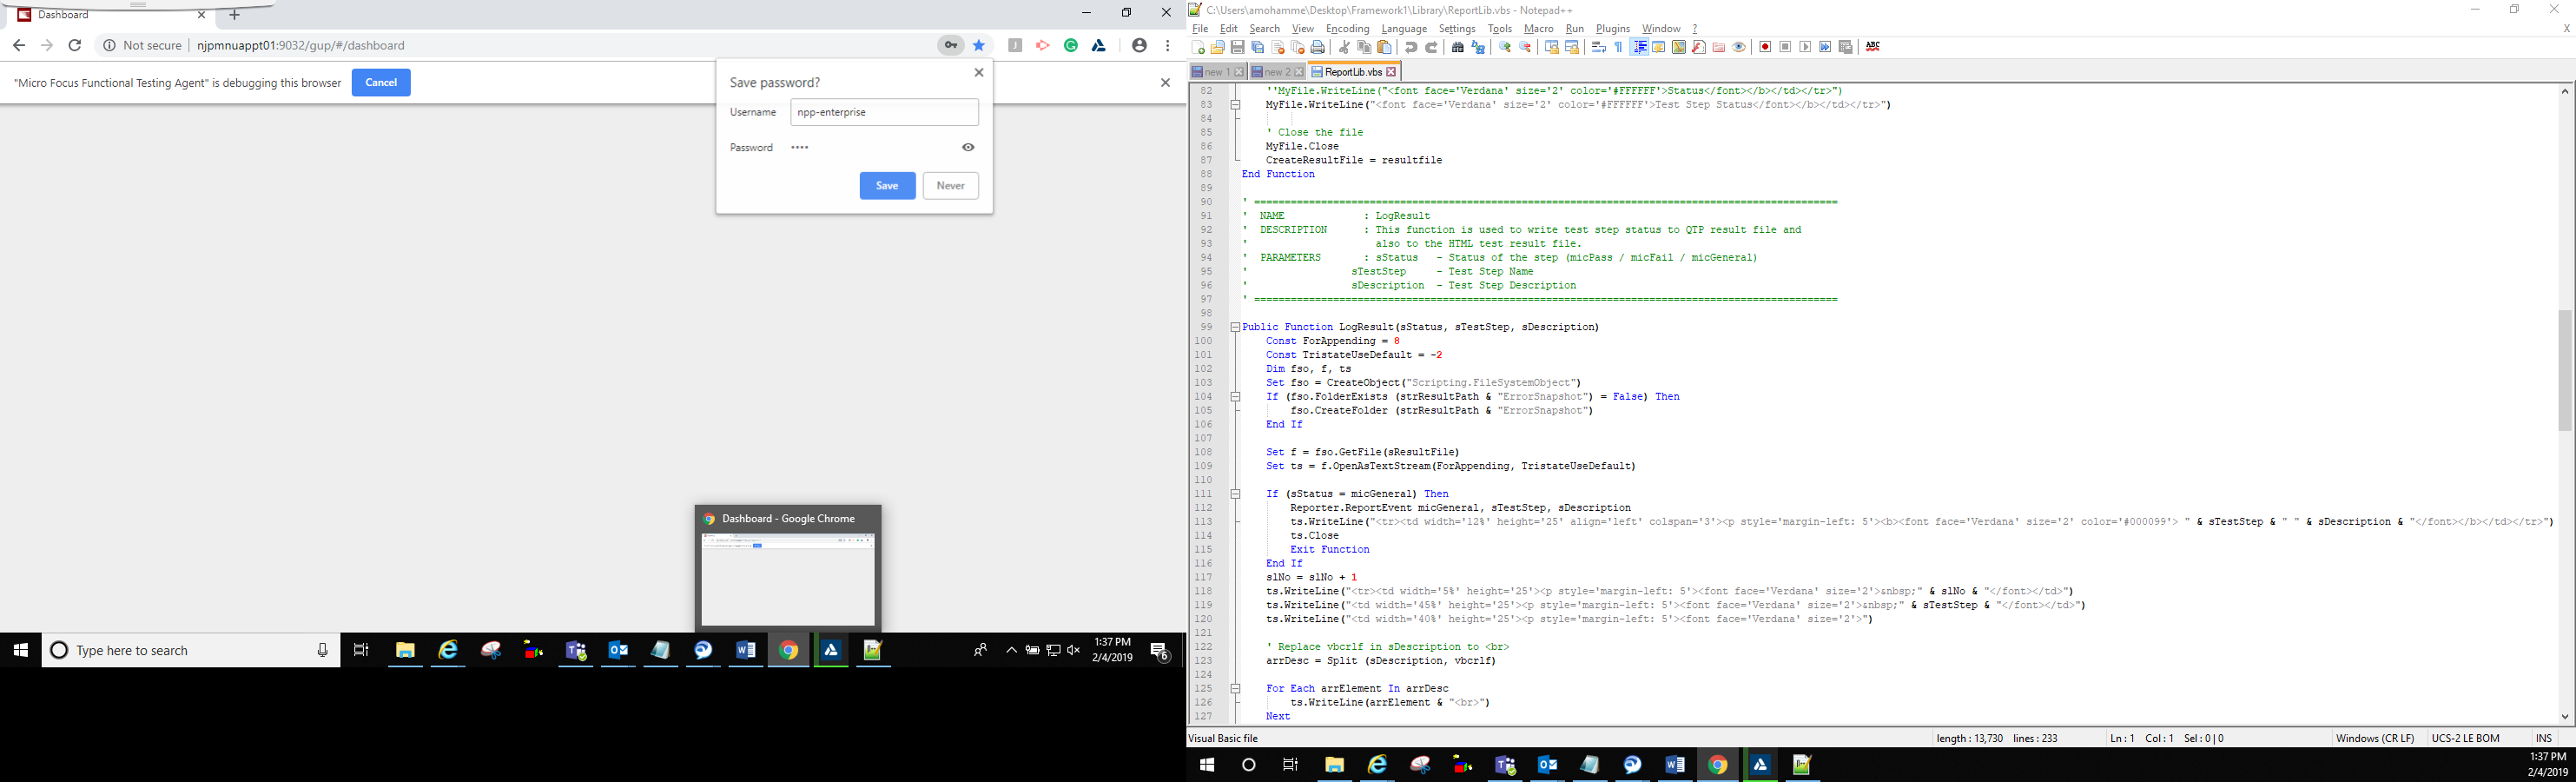 Dashboard
Not secure | njpmnuappt01:9032/gup/#/dashboard
"Micro Focus Functional Testing Agent" is debugging this browser
Cancel
Save password?
Username
npp-enterprise
Password
••••
Save
Never
Dashboard - Google Chrome
Type here to search
1:37 PM
2/4/2019
6
C:\Users\amohamme\Desktop\Framework1\Library\ReportLib.vbs - Notepad++
File Edit Search View Encoding Language Settings Tools Macro Run Plugins Window ?
X
ABC
new 1 new 2 ReportLib.vbs
82 ''MyFile.WriteLine("<font face='Verdana' size='2' color='#FFFFFF'>Status</font></b></td></tr>")
83 MyFile.WriteLine("<font face='Verdana' size='2' color='#FFFFFF'>Test Step Status</font></b></td></tr>")
84
85 ' Close the file
86 MyFile.Close
87 CreateResultFile = resultfile
88 End Function
89
90 ' ================================================================================================
91 ' NAME : LogResult
92 ' DESCRIPTION : This function is used to write test step status to QTP result file and
93 ' also to the HTML test result file.
94 ' PARAMETERS : sStatus - Status of the step (micPass / micFail / micGeneral)
95 ' sTestStep - Test Step Name
96 ' sDescription - Test Step Description
97 ' ================================================================================================
98
99 Public Function LogResult(sStatus, sTestStep, sDescription)
100 Const ForAppending = 8
101 Const TristateUseDefault = -2
102 Dim fso, f, ts
103 Set fso = CreateObject("Scripting.FileSystemObject")
104 If (fso.FolderExists (strResultPath & "ErrorSnapshot") = False) Then
105 fso.CreateFolder (strResultPath & "ErrorSnapshot")
106 End If
107
108 Set f = fso.GetFile(sResultFile)
109 Set ts = f.OpenAsTextStream(ForAppending, TristateUseDefault)
110
111 If (sStatus = micGeneral) Then
112 Reporter.ReportEvent micGeneral, sTestStep, sDescription
113 ts.WriteLine("<tr><td width='12%' height='25' align='left' colspan='3'><p style='margin-left: 5'><b><font face='Verdana' size='2' color='#000099'> " & sTestStep & " " & sDescription & "</font></b></td></tr>")
114 ts.Close
115 Exit Function
116 End If
117 slNo = slNo + 1
118 ts.WriteLine("<tr><td width='5%' height='25'><p style='margin-left: 5'><font face='Verdana' size='2'>&nbsp;" & slNo & "</font></td>")
119 ts.WriteLine("<td width='45%' height='25'><p style='margin-left: 5'><font face='Verdana' size='2'>&nbsp;" & sTestStep & "</font></td>")
120 ts.WriteLine("<td width='40%' height='25'><p style='margin-left: 5'><font face='Verdana' size='2'>")
121
122 ' Replace vbcrlf in sDescription to <br>
123 arrDesc = Split (sDescription, vbcrlf)
124
125 For Each arrElement In arrDesc
126 ts.WriteLine(arrElement & "<br>")
127 Next
Visual Basic file
length : 13,730 lines : 233
Ln : 1 Col : 1 Sel : 0 | 0
Windows (CR LF)
UCS-2 LE BOM
INS
1:37 PM
2/4/2019